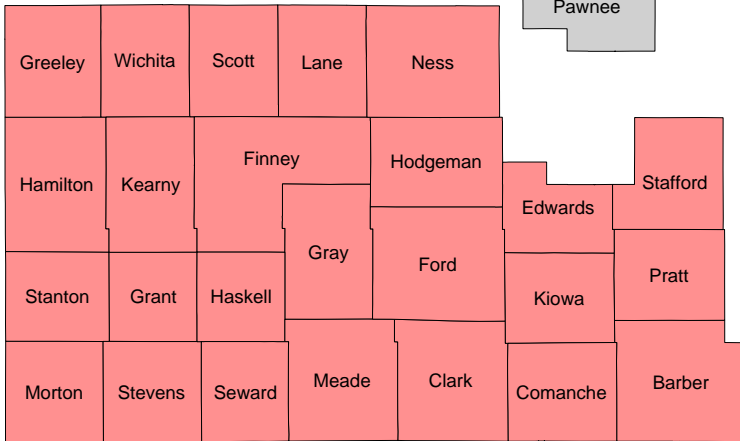 Pawnee
Greeley
Wichita
Scott
Lane
Ness
Hamilton
Kearny
Finney
Hodgeman
Edwards
Stafford
Gray
Ford
Stanton
Grant
Haskell
Kiowa
Pratt
Morton
Stevens
Seward
Meade
Clark
Comanche
Barber